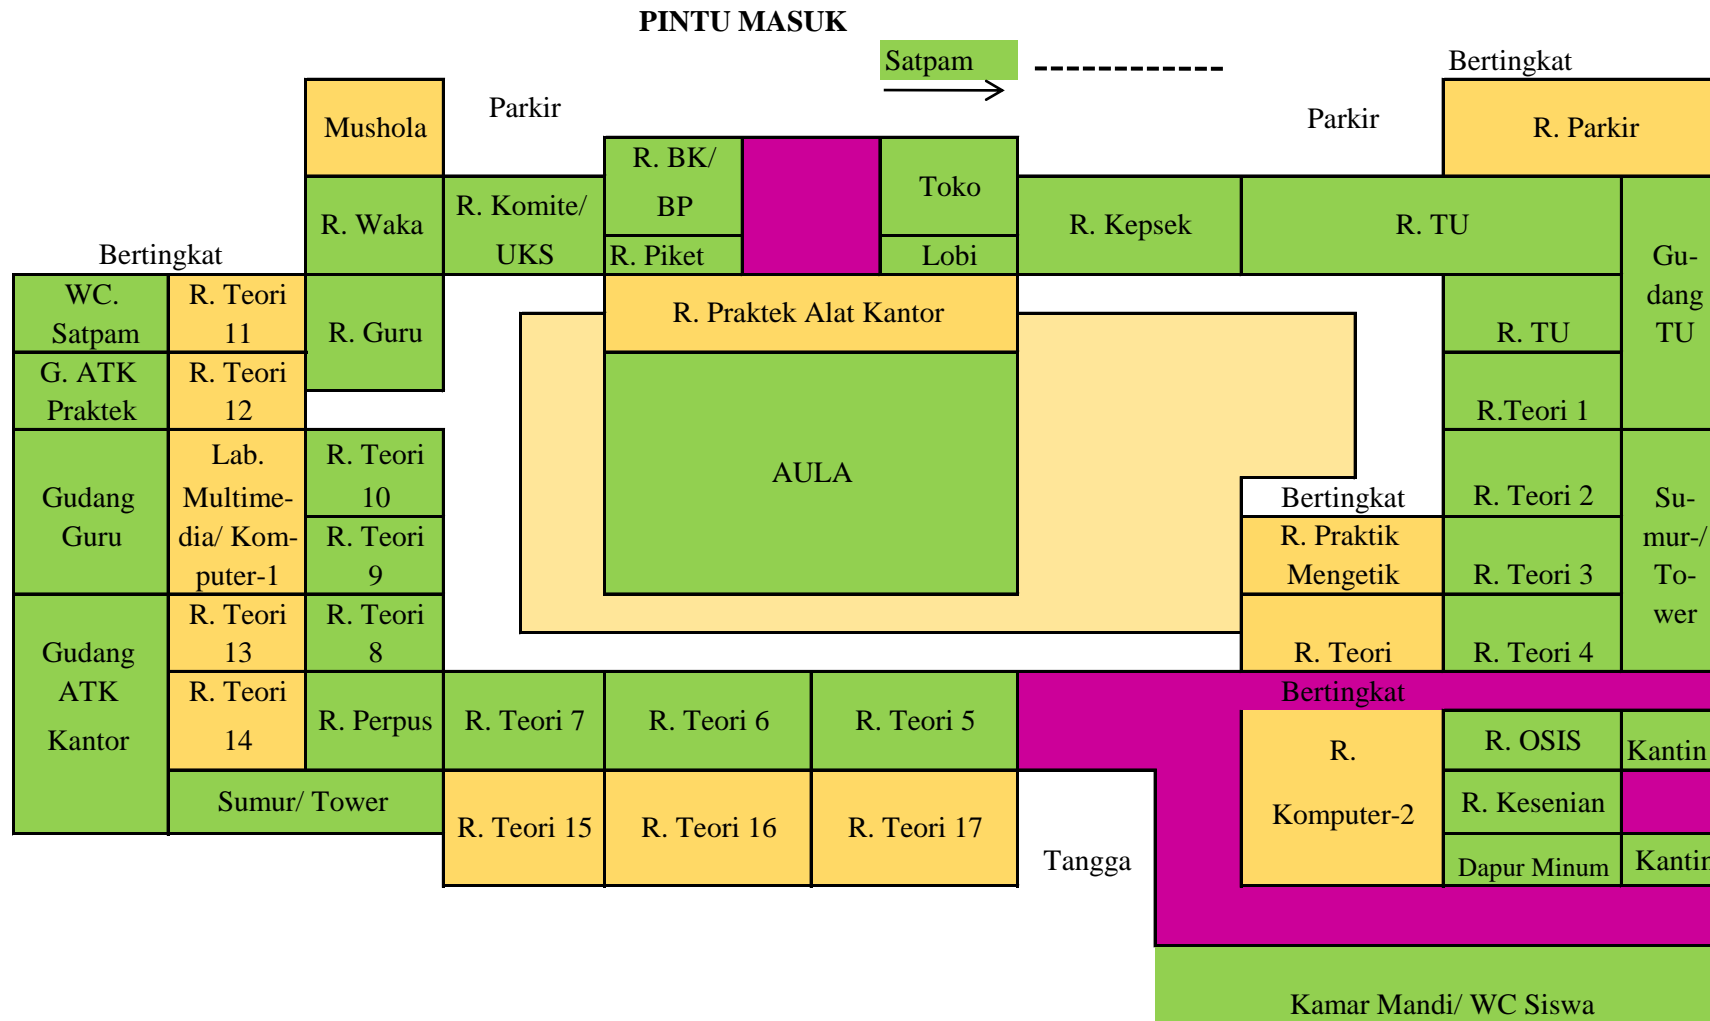 PINTU MASUK
Satpam
Bertingkat
Mushola
Parkir
Parkir
R. Parkir
R. Waka
R. Komite/
UKS
R. BK/
BP
R. Piket
Toko
Lobi
R. Kepsek
R. TU
Gu-
dang
TU
Bertingkat
WC.
Satpam
R. Teori
11
R. Guru
R. Praktek Alat Kantor
R. TU
G. ATK
Praktek
R. Teori
12
R.Teori 1
Gudang
Guru
Lab.
Multime-
dia/ Kom-
puter-1
R. Teori
10
R. Teori
9
AULA
Bertingkat
R. Praktik
Mengetik
R. Teori 2
R. Teori 3
Su-
mur-/
To-
wer
Gudang
ATK
Kantor
R. Teori
13
R. Teori
8
R. Teori
R. Teori 4
R. Teori
14
R. Perpus
R. Teori 7
R. Teori 6
R. Teori 5
Bertingkat
R.
Komputer-2
R. OSIS
Kantin
Sumur/ Tower
R. Teori 15
R. Teori 16
R. Teori 17
Tangga
R. Kesenian
Dapur Minum
Kantin
Kamar Mandi/ WC Siswa